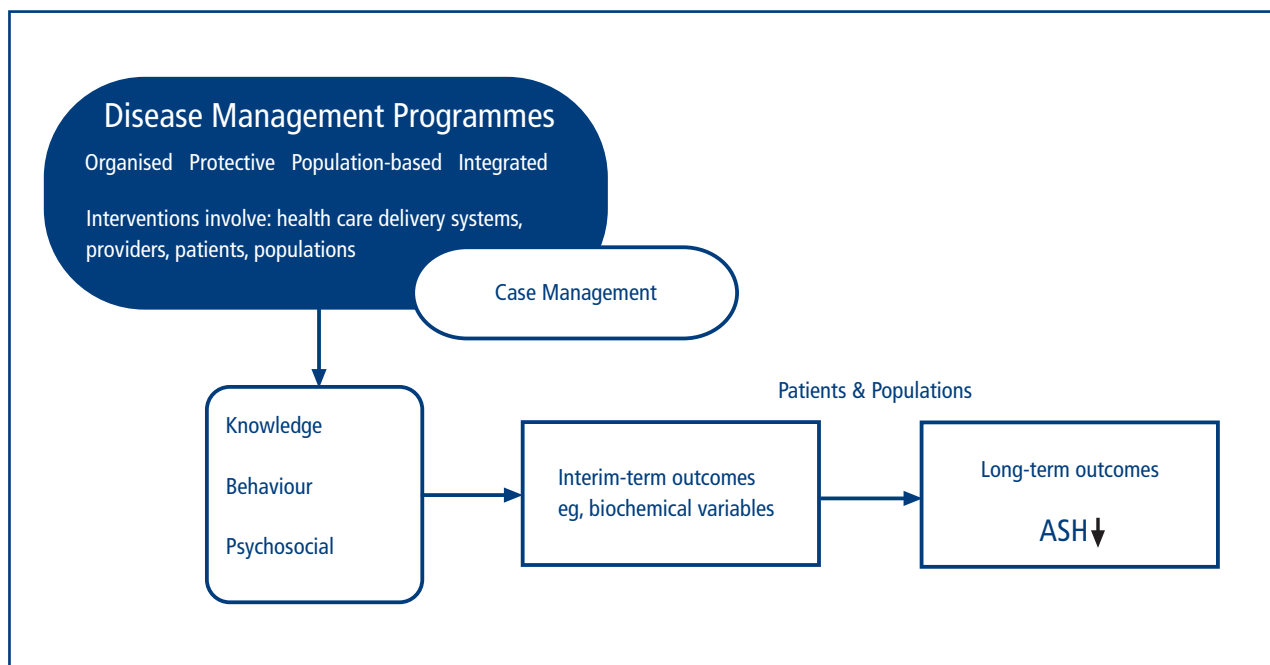 Disease Management Programmes
Organised Protective Population-based Integrated
Interventions involve: health care delivery systems,
providers, patients, populations
Case Management
Knowledge
Behaviour
Psychosocial
Interim-term outcomes
eg, biochemical variables
Patients & Populations
Long-term outcomes
ASH